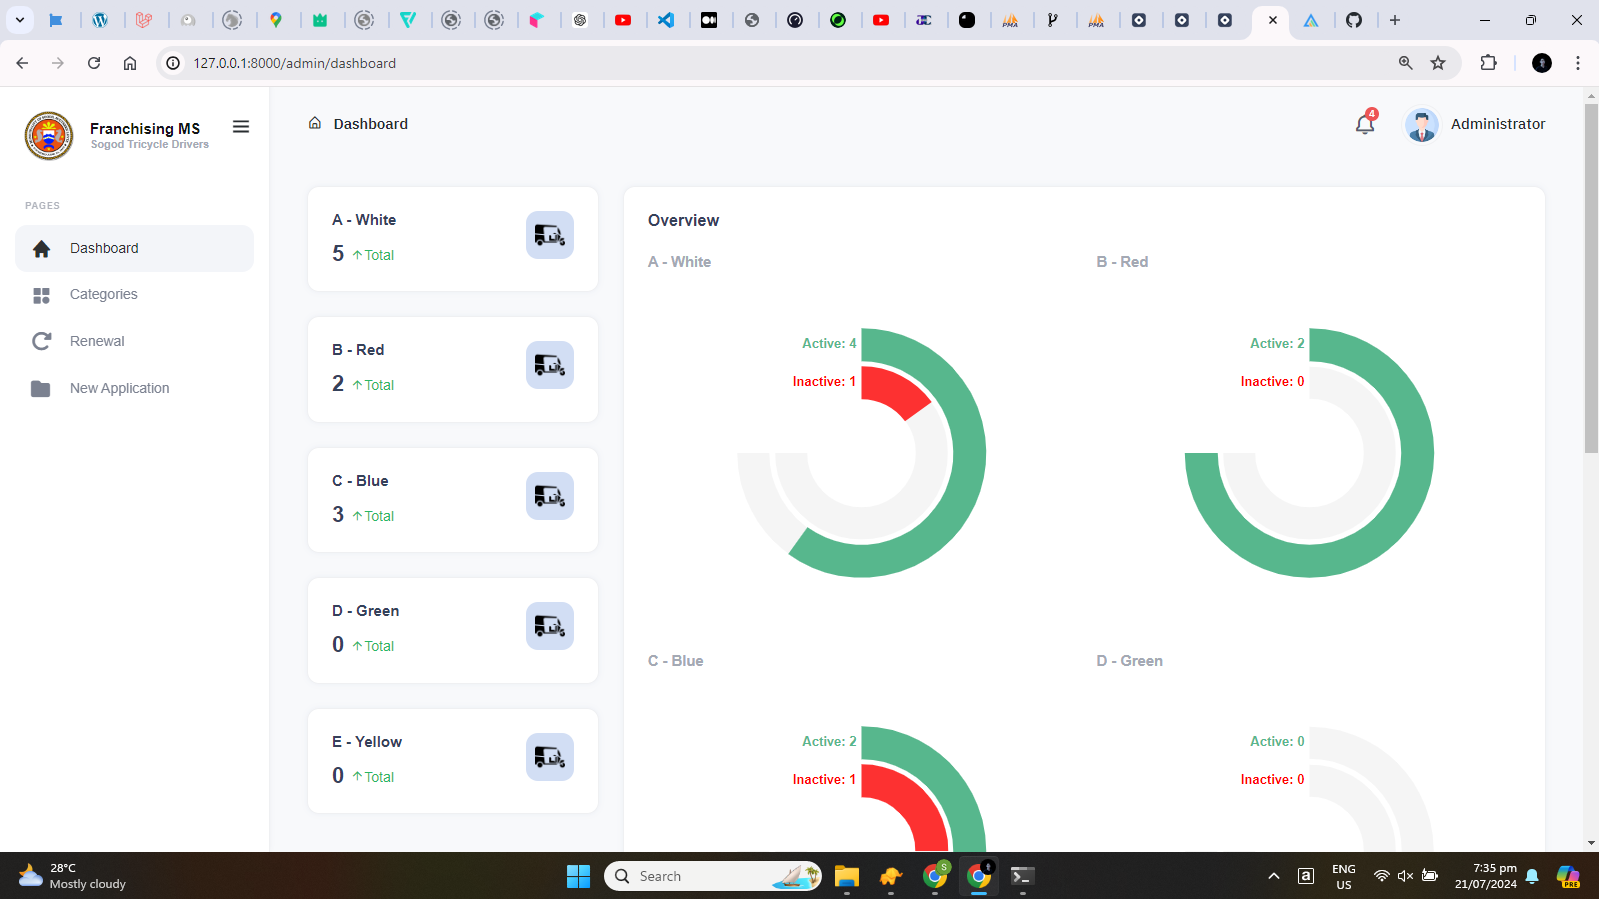 127.0.0.1:8000/admin/dashboard
Franchising MS
Sogod Tricycle Drivers
PAGES
Dashboard
Categories
Renewal
New Application
Dashboard
4
Administrator
A - White
5 Total
B - Red
2 Total
C - Blue
3 Total
D - Green
0 Total
E - Yellow
0 Total
Overview
A - White
Active: 4
Inactive: 1
B - Red
Active: 2
Inactive: 0
C - Blue
Active: 2
Inactive: 1
D - Green
Active: 0
Inactive: 0
28°C
Mostly cloudy
Search
S
a
ENG
US
7:35 pm
21/07/2024
PRE